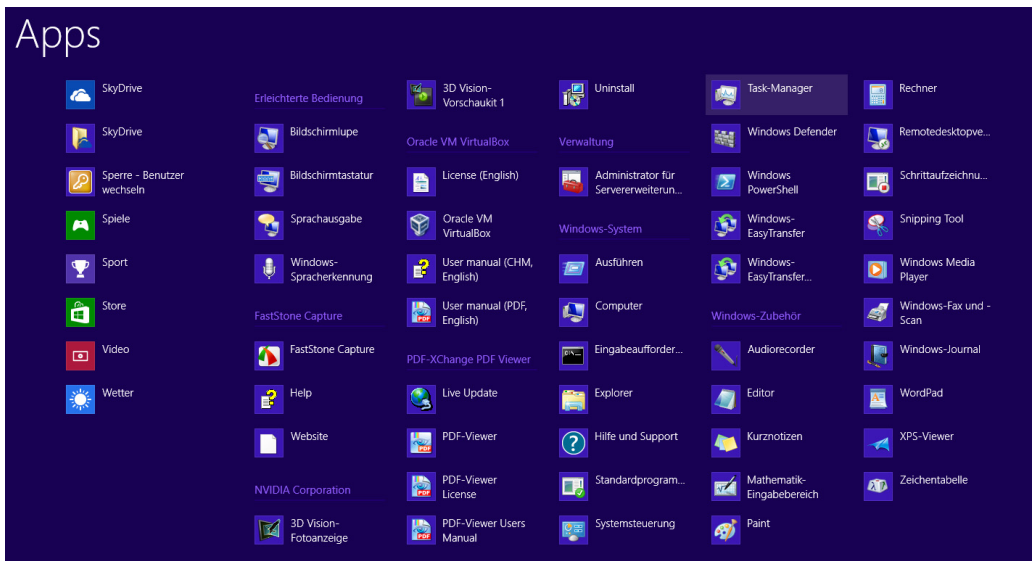 Apps
SkyDrive
SkyDrive
Sperre - Benutzer
wechseln
Spiele
Sport
Store
Video
Wetter
Erleichterte Bedienung
Bildschirmlupe
Bildschirmtastatur
Sprachausgabe
Windows-
Spracherkennung
FastStone Capture
FastStone Capture
Help
Website
NVIDIA Corporation
3D Vision-
Fotoanzeige
3D Vision-
Vorschaukit 1
Oracle VM VirtualBox
License (English)
Oracle VM
VirtualBox
User manual (CHM,
English)
User manual (PDF,
English)
PDF-XChange PDF Viewer
Live Update
PDF-Viewer
PDF-Viewer
License
PDF-Viewer Users
Manual
Uninstall
Verwaltung
Administrator für
Servererweiterun...
Windows-System
Ausführen
Computer
Eingabeaufforder...
Explorer
Hilfe und Support
Standardprogram...
Systemsteuerung
Task-Manager
Windows Defender
Windows
PowerShell
Windows-
EasyTransfer
Windows-
EasyTransfer...
Windows-Zubehör
Audiorecorder
Editor
Kurznotizen
Mathematik-
Eingabebereich
Paint
Rechner
Remotedesktopve...
Schrittaufzeichnu...
Snipping Tool
Windows Media
Player
Windows-Fax und -
Scan
Windows-Journal
WordPad
XPS-Viewer
Zeichentabelle